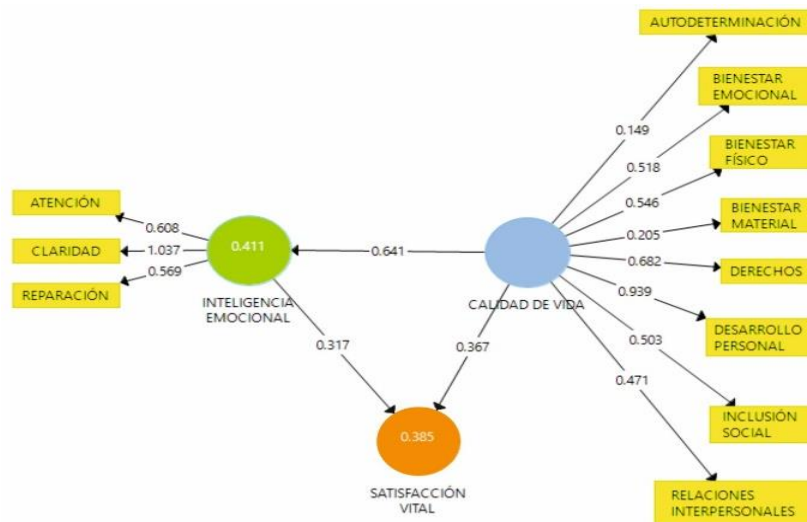 AUTODETERMINACIÓN
BIENESTAR
EMOCIONAL
0.149
0.518
BIENESTAR
FÍSICO
0.546
ATENCIÓN
0.608
BIENESTAR
MATERIAL
0.205
CLARIDAD
1.037
0.411
0.641
0.682
DERECHOS
0.569
REPARACIÓN
0.939
INTELIGENCIA
EMOCIONAL
CALIDAD DE VIDA
DESARROLLO
PERSONAL
0.503
0.317
0.367
0.471
INCLUSIÓN
SOCIAL
0.385
SATISFACCIÓN
VITAL
RELACIONES
INTERPERSONALES